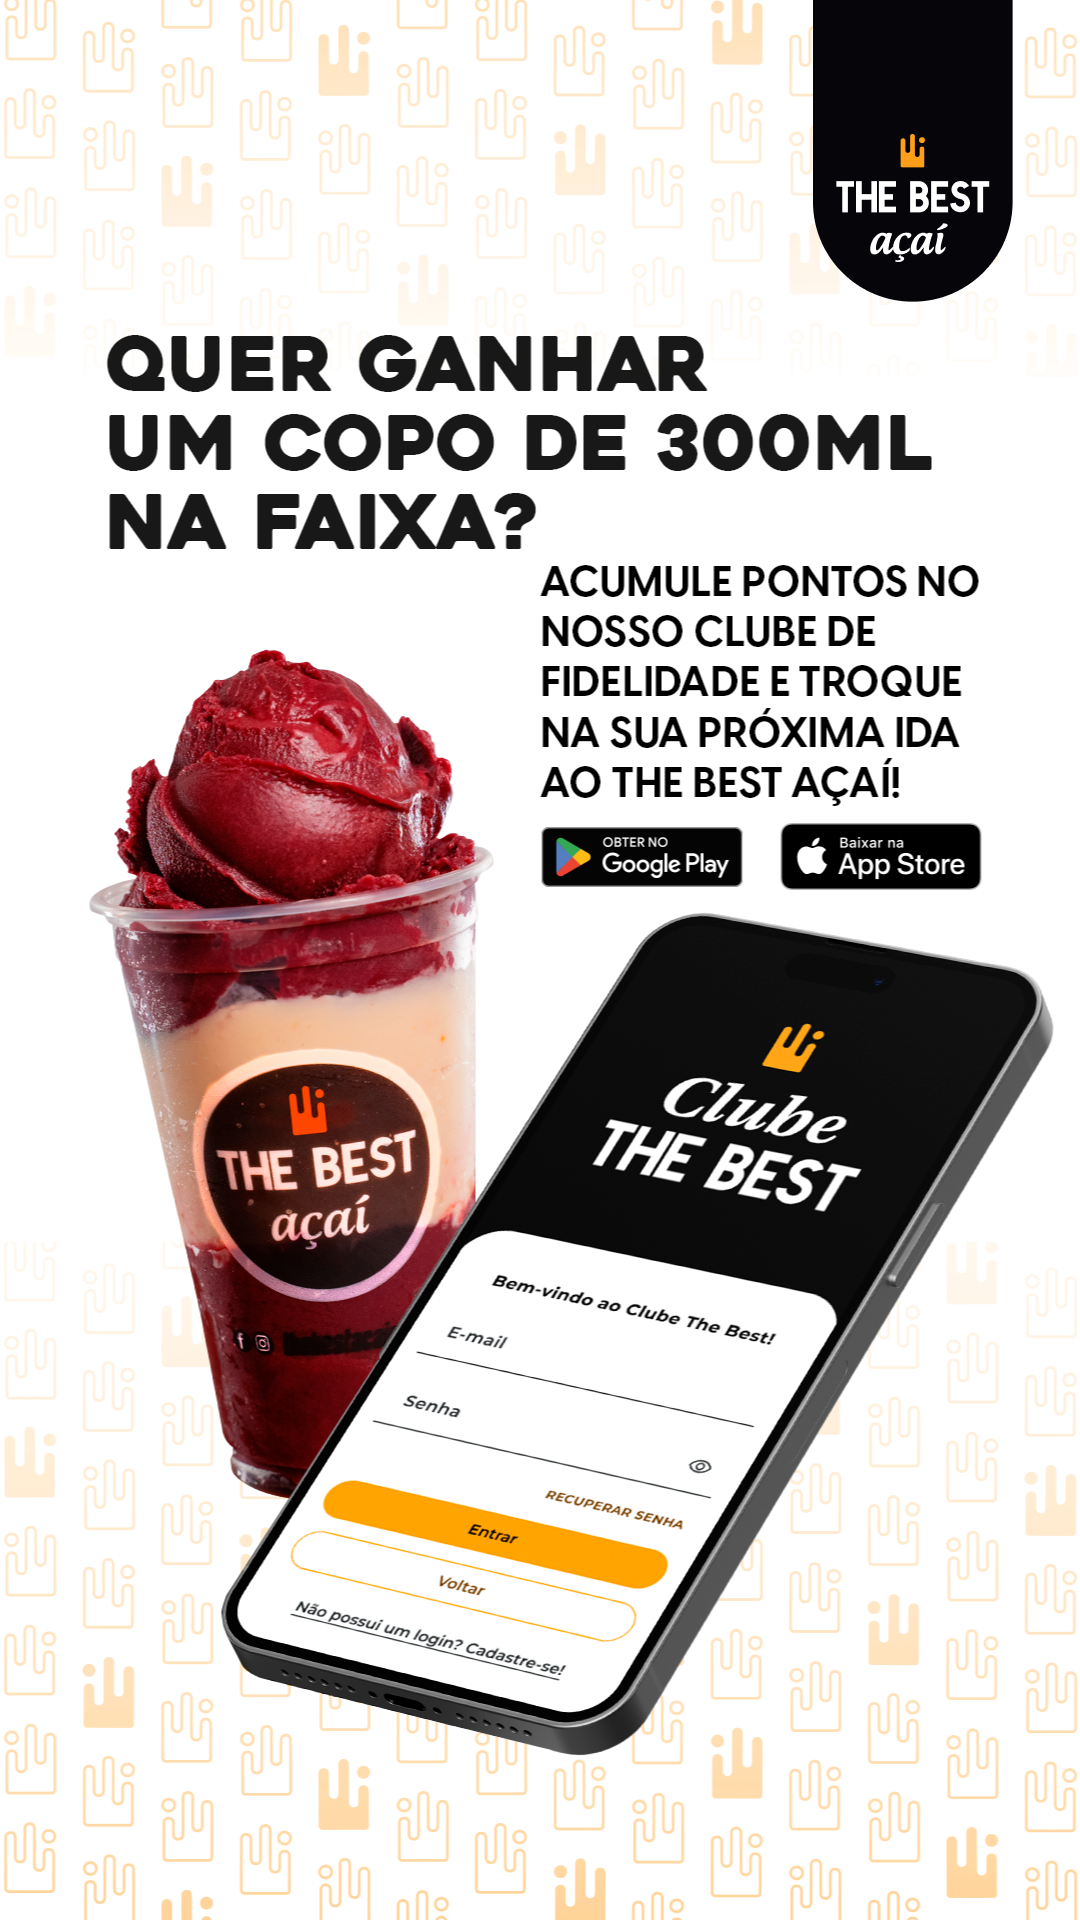 THE BEST
açaí
QUER GANHAR
UM COPO DE 300ML
NA FAIXA?
ACUMULE PONTOS NO
NOSSO CLUBE DE
FIDELIDADE E TROQUE
NA SUA PRÓXIMA IDA
AO THE BEST AÇAÍ!
OBTER NO
Google Play
Baixar na
App Store
Clube
THE BEST
THE BEST
açaí
Bem-vindo ao Clube The Best!
E-mail
Senha
RECUPERAR SENHA
Entrar
Voltar
Não possui um login? Cadastre-se!